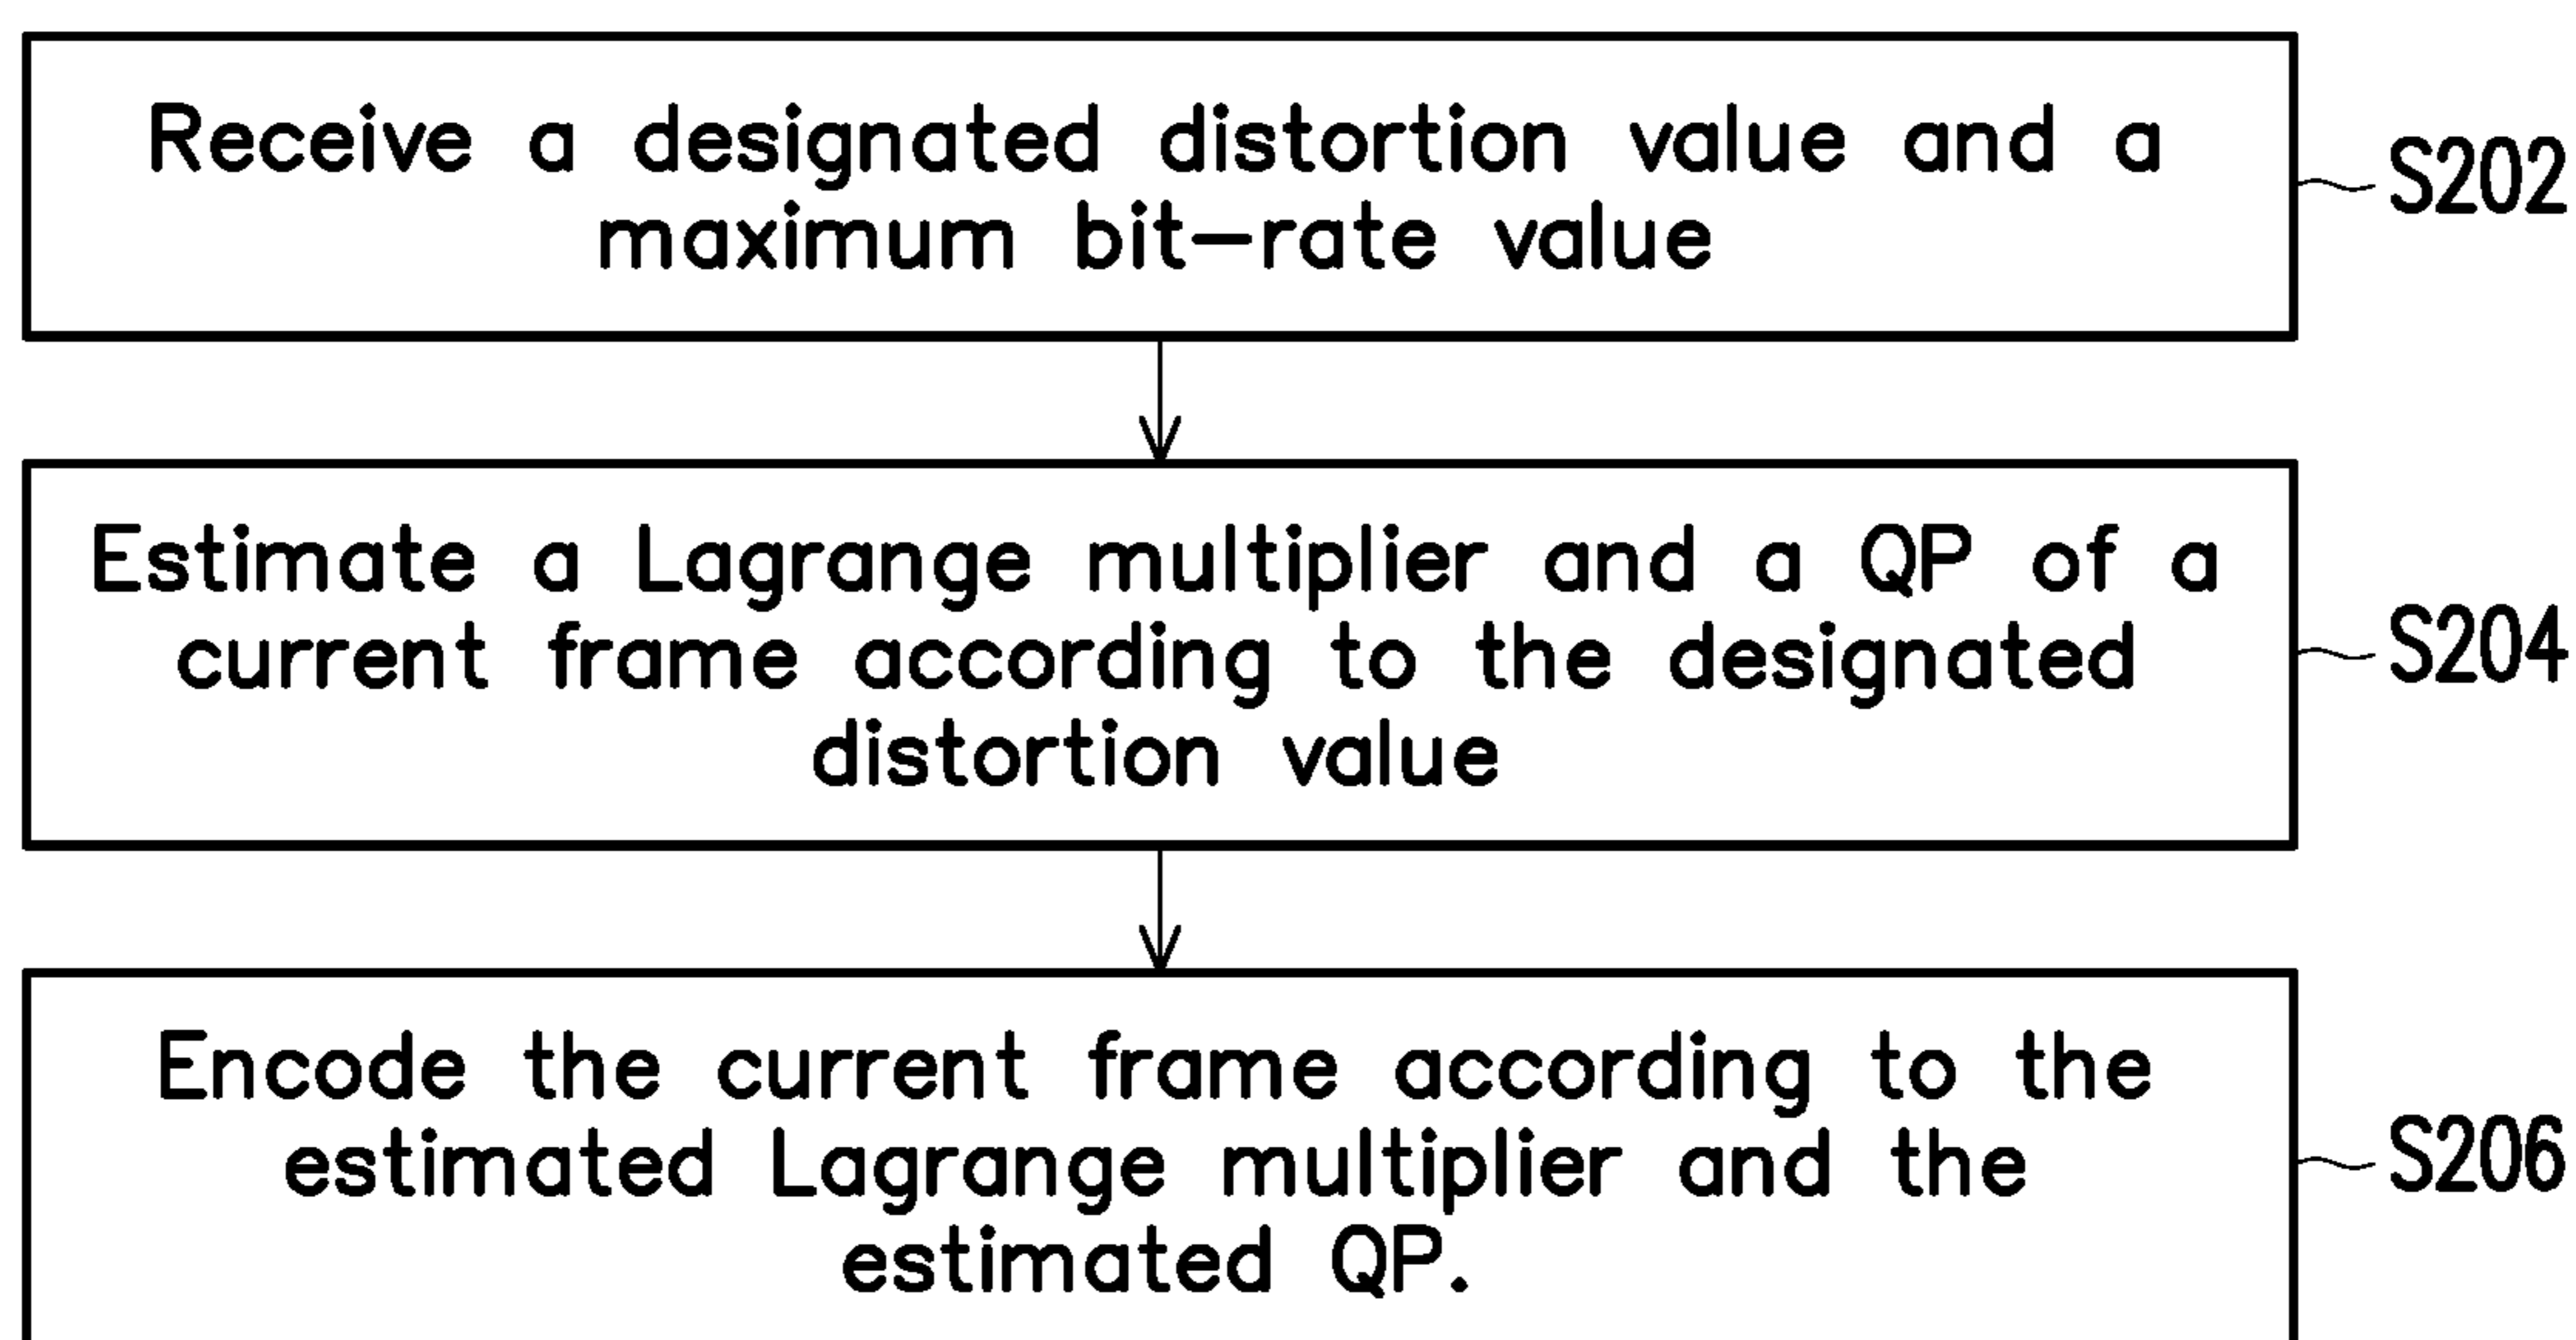 Receive a designated distortion value and a
maximum bit-rate value
S202
Estimate a Lagrange multiplier and a QP of a
current frame according to the designated
distortion value
S204
Encode the current frame according to the
estimated Lagrange multiplier and the
estimated QP.
S206